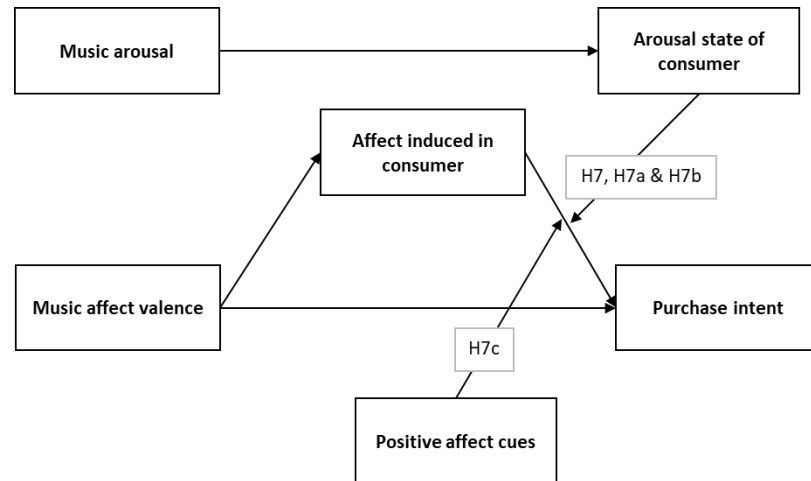 Music arousal
Arousal state of
consumer
Affect induced in
consumer
H7, H7a & H7b
Music affect valence
Purchase intent
H7c
Positive affect cues